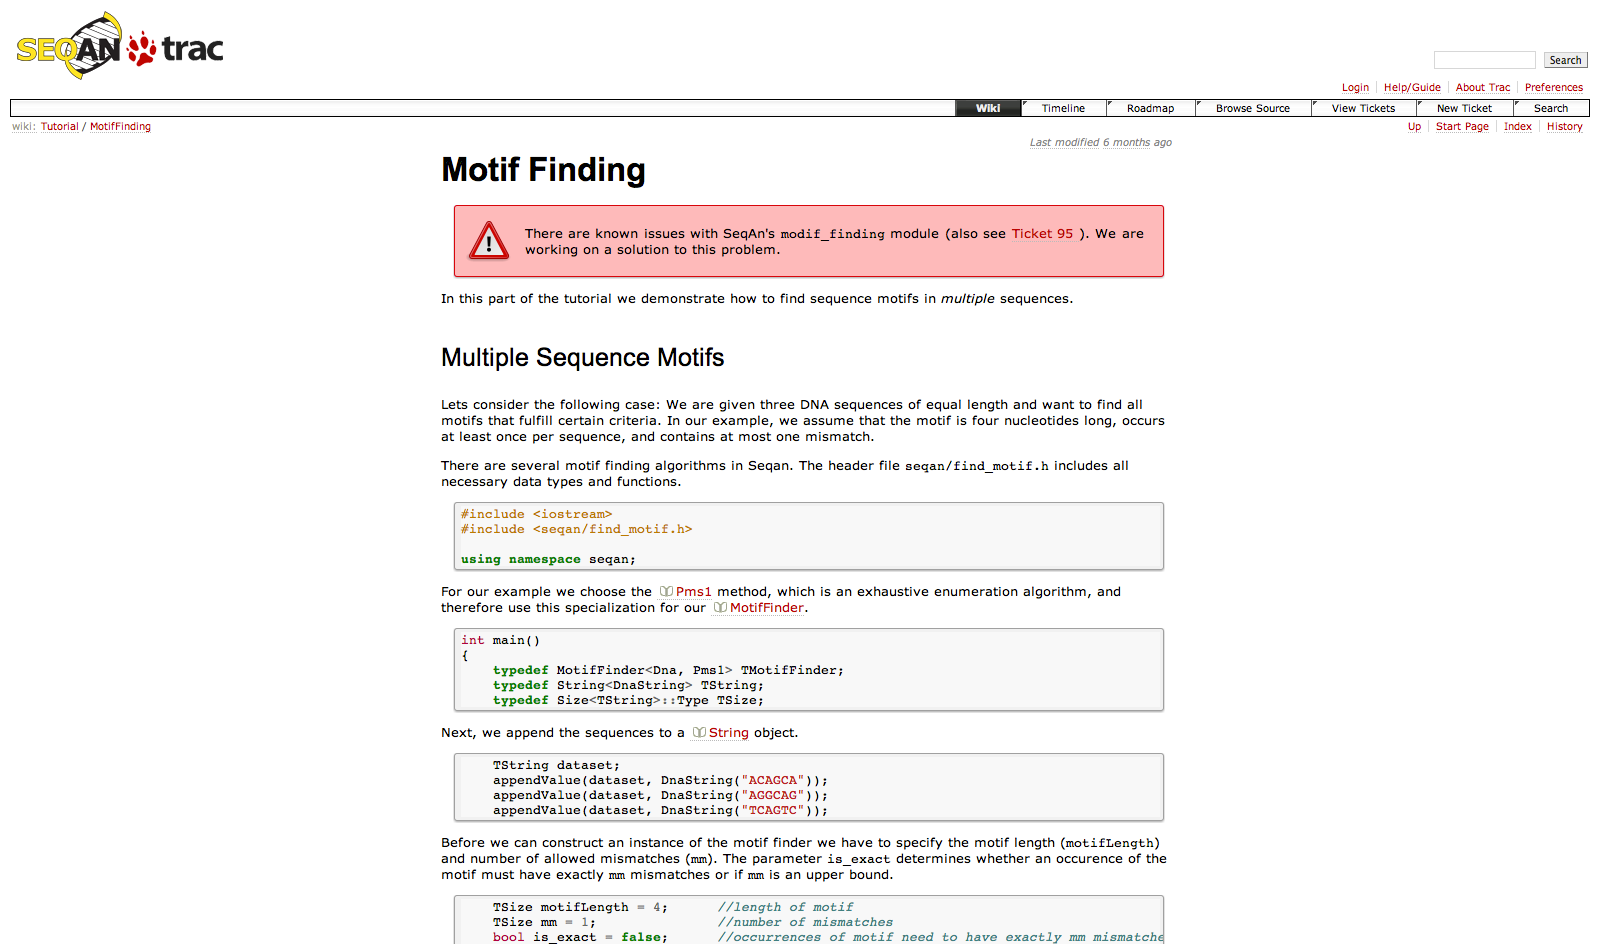 SEQAN trac
Search
Login Help/Guide About Trac Preferences
Wiki Timeline Roadmap Browse Source View Tickets New Ticket Search
wiki: Tutorial / MotifFinding
Up Start Page Index History
Last modified 6 months ago
Motif Finding
There are known issues with SeqAn's modif_finding module (also see Ticket 95 ). We are
working on a solution to this problem.
In this part of the tutorial we demonstrate how to find sequence motifs in multiple sequences.
Multiple Sequence Motifs
Lets consider the following case: We are given three DNA sequences of equal length and want to find all
motifs that fulfill certain criteria. In our example, we assume that the motif is four nucleotides long, occurs
at least once per sequence, and contains at most one mismatch.
There are several motif finding algorithms in Seqan. The header file seqan/find_motif.h includes all
necessary data types and functions.
#include <iostream>
#include <seqan/find_motif.h>
using namespace seqan;
For our example we choose the Pms1 method, which is an exhaustive enumeration algorithm, and
therefore use this specialization for our MotifFinder.
int main()
{
typedef MotifFinder<Dna, Pms1> TMotifFinder;
typedef String<DnaString> TString;
typedef Size<TString>::Type TSize;
Next, we append the sequences to a String object.
TString dataset;
appendValue(dataset, DnaString("ACAGCA"));
appendValue(dataset, DnaString("AGGCAG"));
appendValue(dataset, DnaString("TCAGTC"));
Before we can construct an instance of the motif finder we have to specify the motif length (motifLength)
and number of allowed mismatches (mm). The parameter is_exact determines whether an occurence of the
motif must have exactly mm mismatches or if mm is an upper bound.
TSize motifLength = 4; //length of motif
TSize mm = 1; //number of mismatches
bool is_exact = false; //occurrences of motif need to have exactly mm mismatche